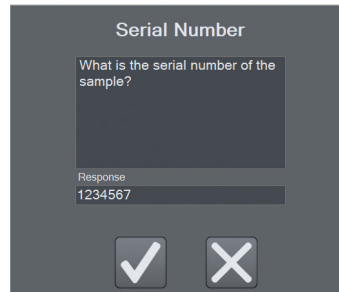 Serial Number
What is the serial number of the
sample?
Response
1234567